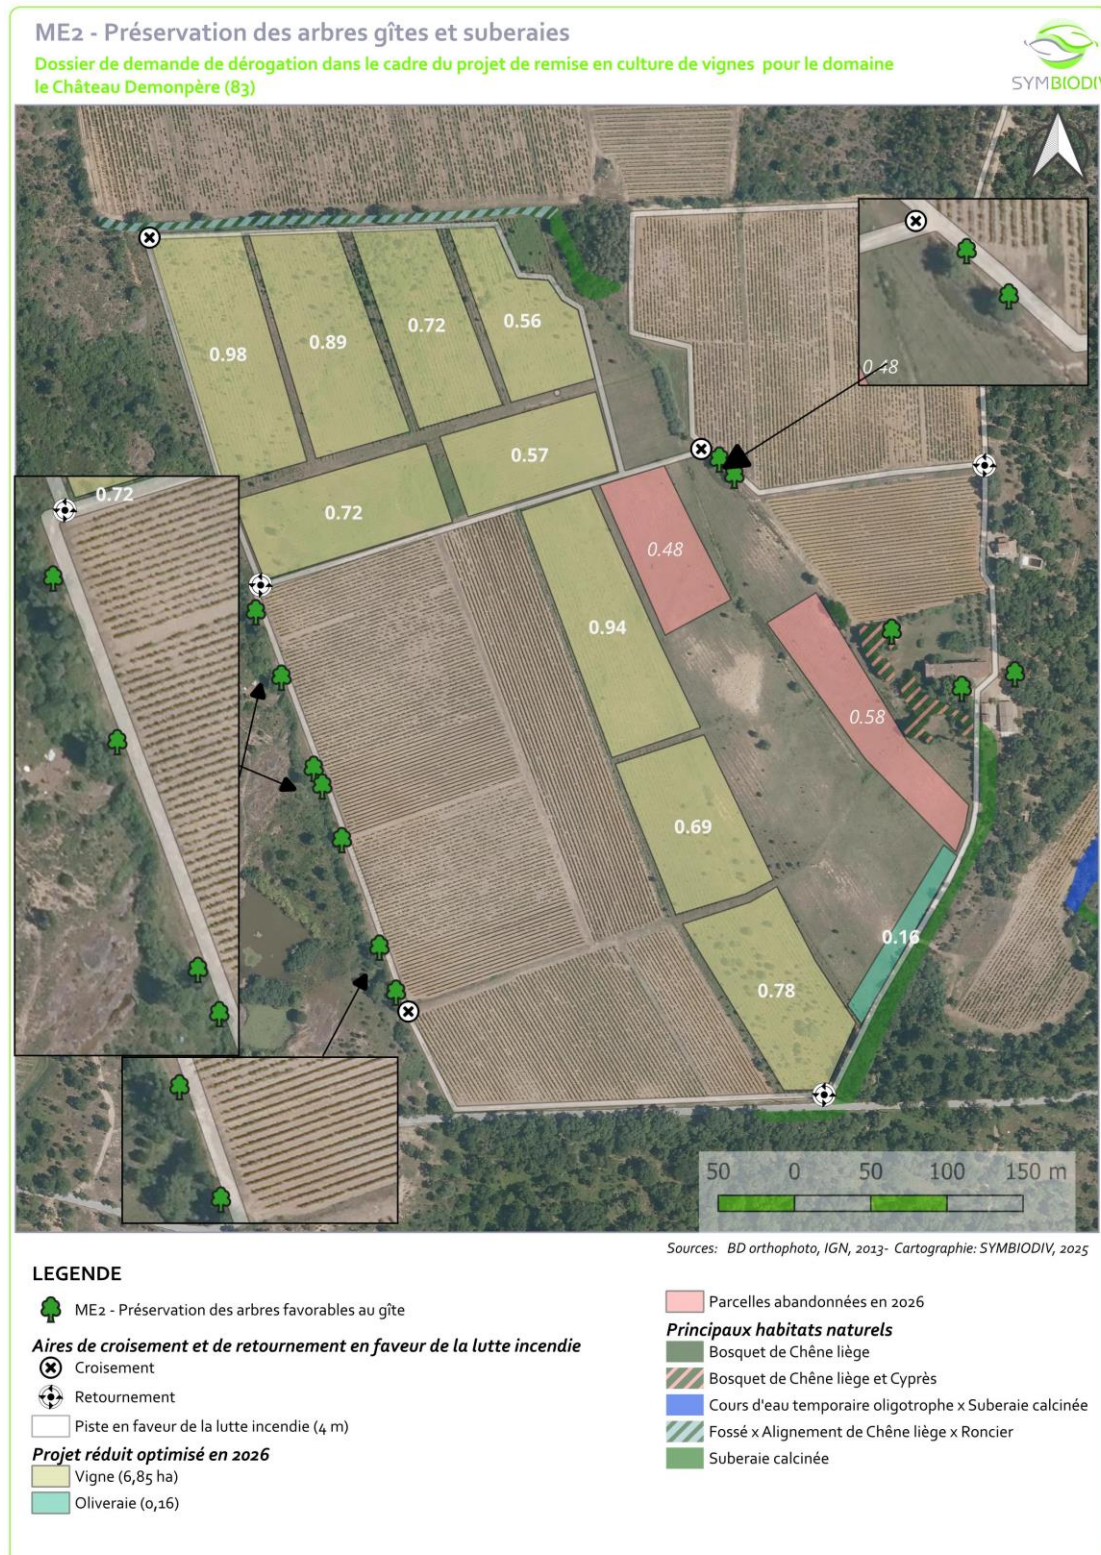 ME2 - Préservation des arbres gîtes et suberaies
Dossier de demande de dérogation dans le cadre du projet de remise en culture de vignes pour le domaine
le Château Demonpère (83)
SYMBIODIV
0.98
0.89
0.72
0.56
0.48
0.57
0.72
0.72
0.48
0.94
0.58
0.69
0.16
0.78
50 0 50 100 150 m
Sources: BD orthophoto, IGN, 2013- Cartographie: SYMBIODIV, 2025
LEGENDE
ME2 - Préservation des arbres favorables au gîte
Aires de croisement et de retournement en faveur de la lutte incendie
Croisement
Retournement
Piste en faveur de la lutte incendie (4 m)
Projet réduit optimisé en 2026
Vigne (6,85 ha)
Oliveraie (0,16)
Parcelles abandonnées en 2026
Principaux habitats naturels
Bosquet de Chêne liège
Bosquet de Chêne liège et Cyprès
Cours d'eau temporaire oligotrophe x Suberaie calcinée
Fossé x Alignement de Chêne liège x Roncier
Suberaie calcinée